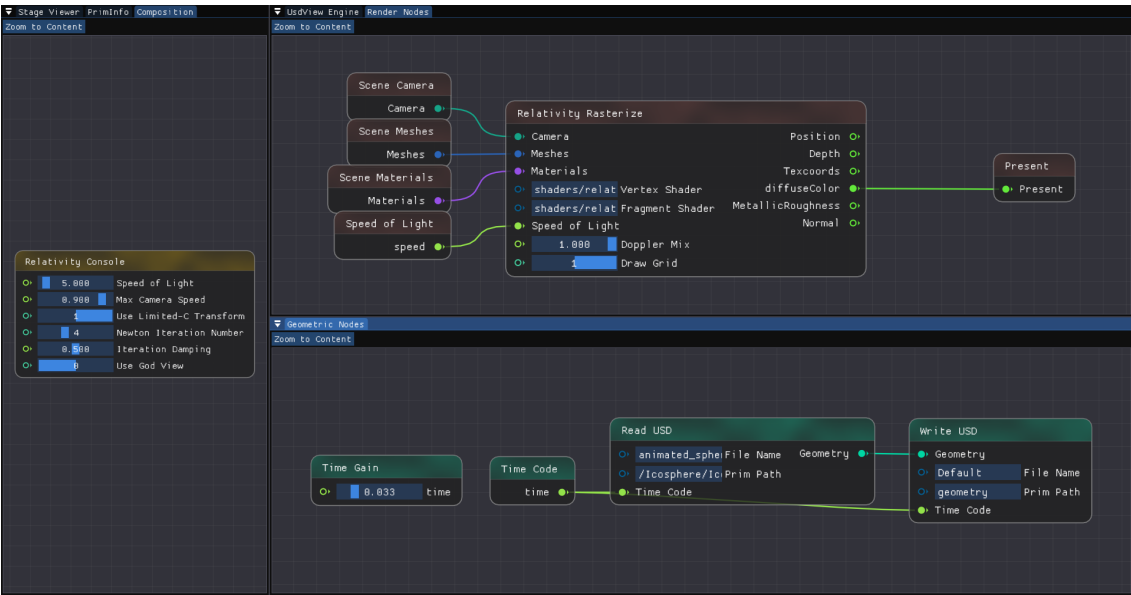 Stage Viewer PrimInfo Composition
Zoom to Content
Relativity Console
5.000 Speed of Light
0.900 Max Camera Speed
1 Use Limited-C Transform
4 Newton Iteration Number
0.500 Iteration Damping
0 Use God View
UsdView Engine Render Nodes
Zoom to Content
Scene Camera
Camera
Scene Meshes
Meshes
Scene Materials
Materials
Speed of Light
speed
Relativity Rasterize
Camera Position
Meshes Depth
Materials Texcoords
shaders/relat Vertex Shader diffuseColor
shaders/relat Fragment Shader MetallicRoughness
Speed of Light Normal
1.000 Doppler Mix
1 Draw Grid
Present
Present
Geometric Nodes
Zoom to Content
Time Gain
0.033 time
Time Code
time
Read USD
animated_sphe File Name Geometry
/Icosphere/Ic Prim Path
Time Code
Write USD
Geometry
Default File Name
geometry Prim Path
Time Code